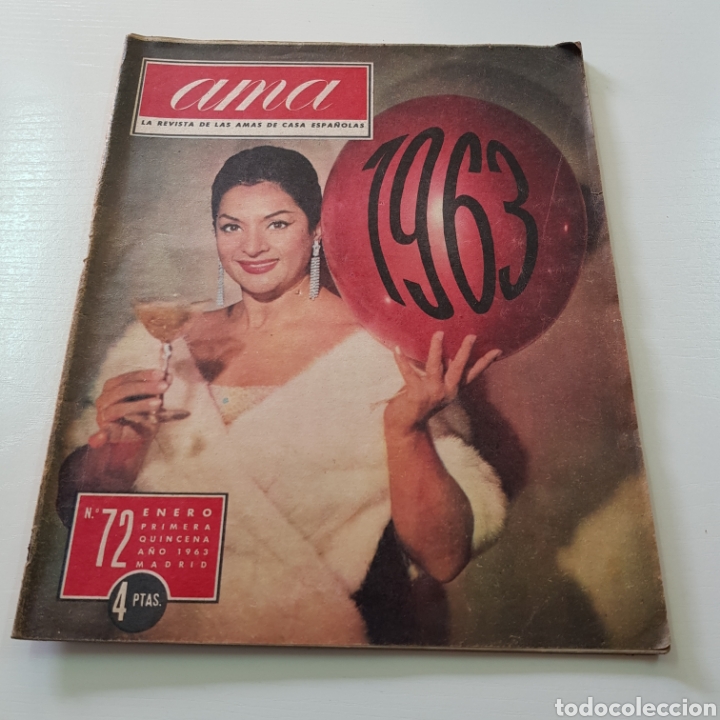 ama
LA REVISTA DE LAS AMAS DE CASA ESPAÑOLAS
1963
N.º 72
ENERO
PRIMERA
QUINCENA
AÑO 1963
MADRID
4 PTAS.
todocoleccion